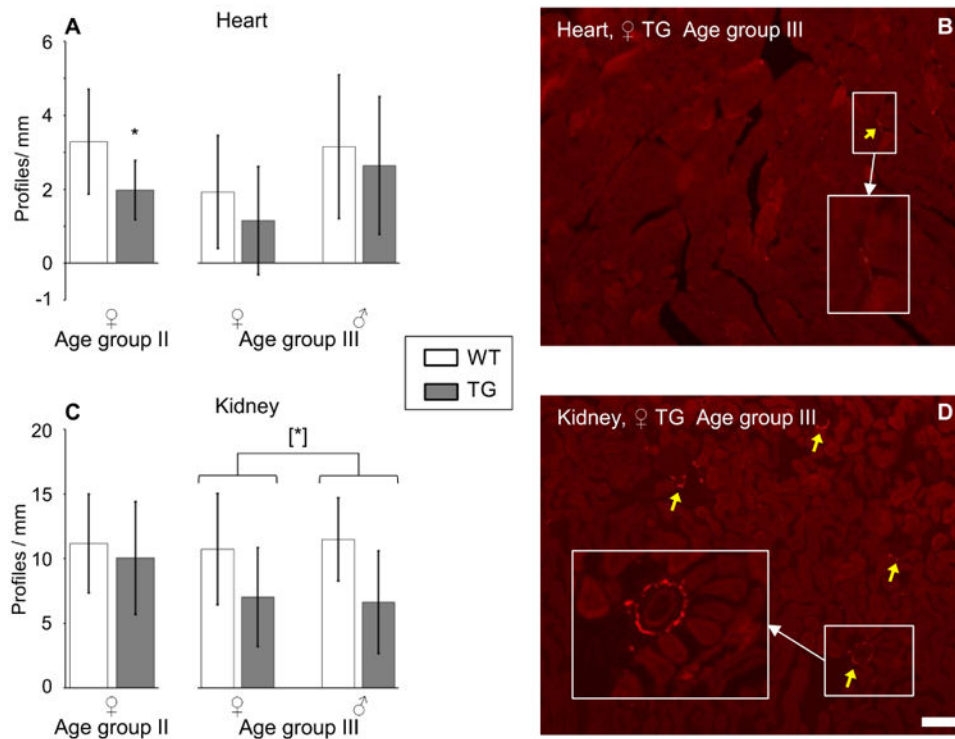 A
Heart
6
4
2
0
-1
Profiles/ mm
*
♀
♀
♂
Age group II
Age group III
WT
TG
B
Heart, ♀ TG Age group III
C
Kidney
20
15
10
5
0
Profiles / mm
[*]
♀
♀
♂
Age group II
Age group III
D
Kidney, ♀ TG Age group III